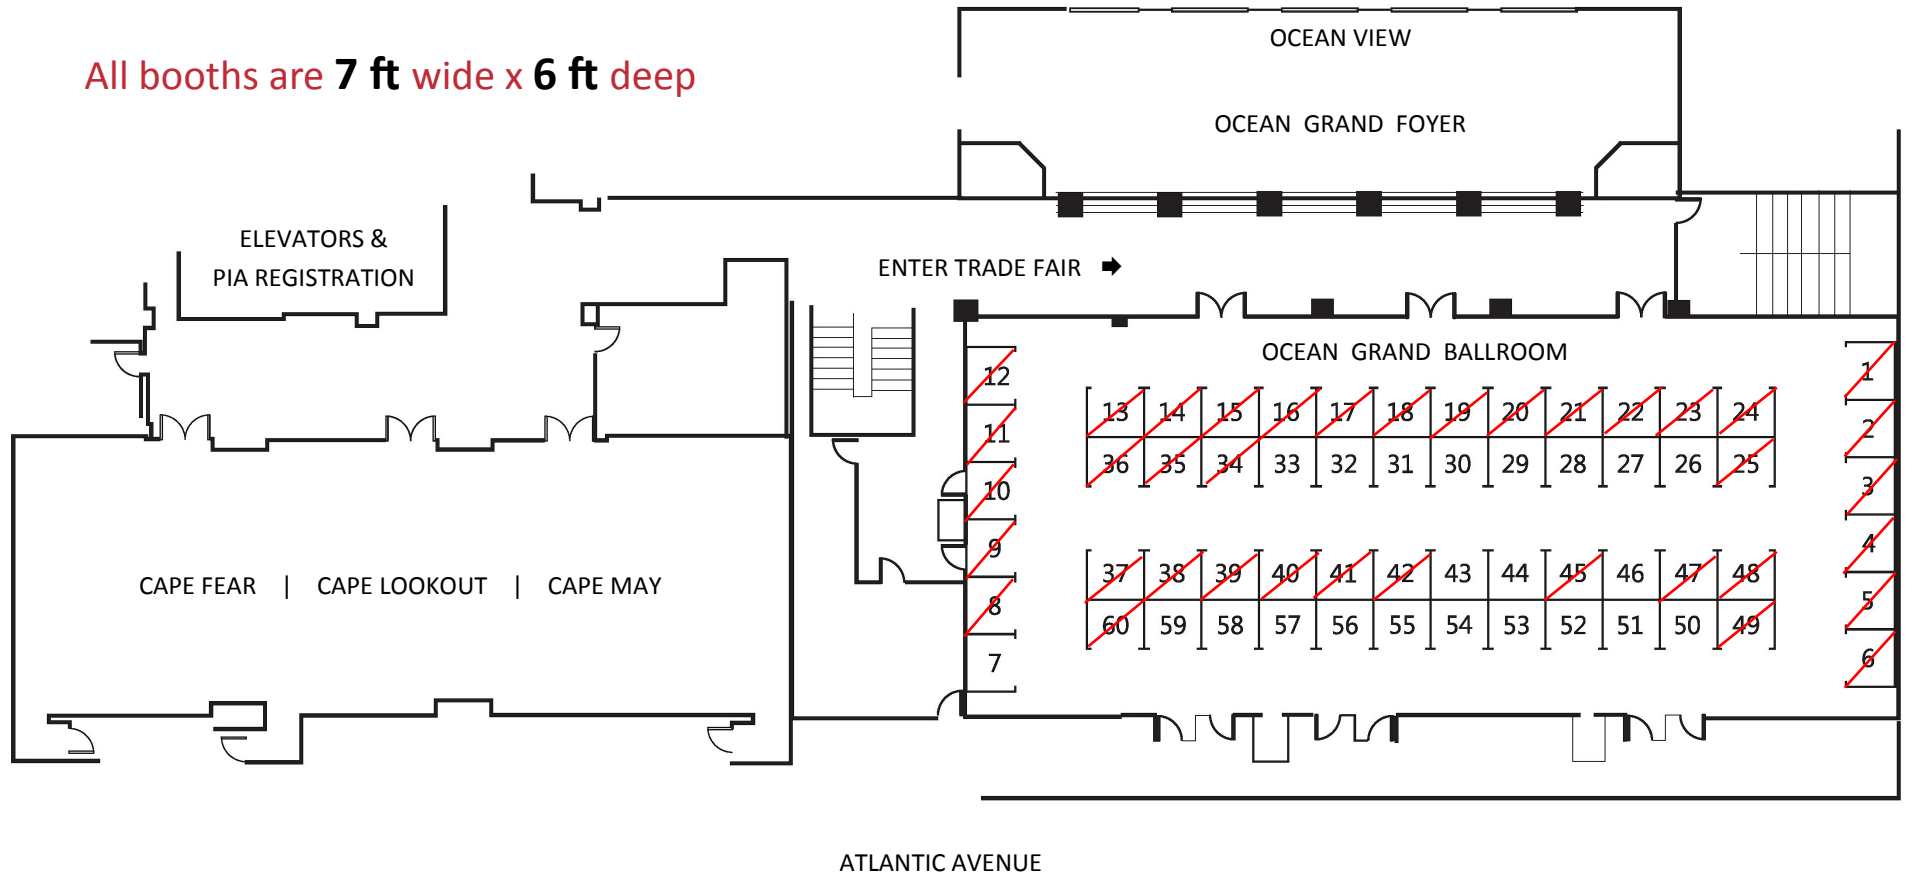 All booths are 7 ft wide x 6 ft deep
OCEAN VIEW
OCEAN GRAND FOYER
ELEVATORS &
PIA REGISTRATION
ENTER TRADE FAIR
OCEAN GRAND BALLROOM
12
11
10
9
8
7
13 14 15 16 17 18 19 20 21 22 23 24
36 35 34 33 32 31 30 29 28 27 26 25
37 38 39 40 41 42 43 44 45 46 47 48
60 59 58 57 56 55 54 53 52 51 50 49
1
2
3
4
5
6
CAPE FEAR | CAPE LOOKOUT | CAPE MAY
ATLANTIC AVENUE